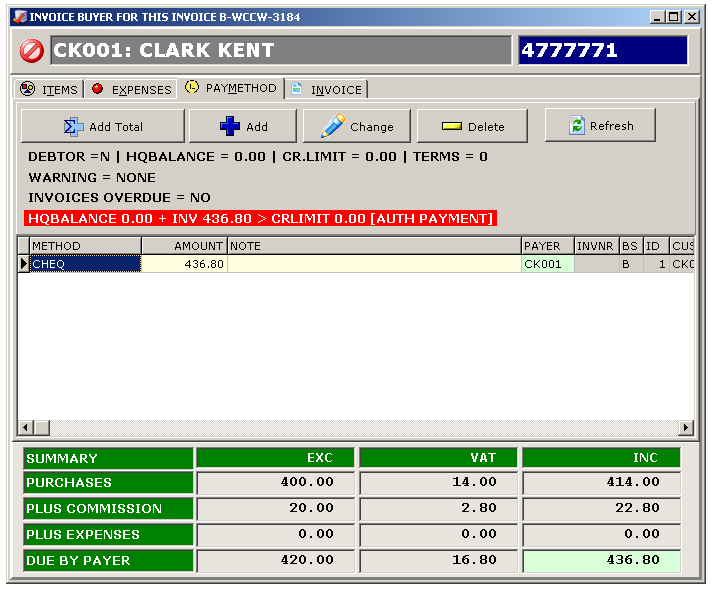 INVOICE BUYER FOR THIS INVOICE B-WCCW-3184
CK001: CLARK KENT 4777771
ITEMS EXPENSES PAYMETHOD INVOICE
Add Total Add Change Delete Refresh
DEBTOR =N | HQBALANCE = 0.00 | CR.LIMIT = 0.00 | TERMS = 0
WARNING = NONE
INVOICES OVERDUE = NO
HQBALANCE 0.00 + INV 436.80 > CRLIMIT 0.00 [AUTH PAYMENT]
METHOD AMOUNT NOTE PAYER INVNR BS ID CUS
CHEQ 436.80 CK001 B 1 CK0
SUMMARY EXC VAT INC
PURCHASES 400.00 14.00 414.00
PLUS COMMISSION 20.00 2.80 22.80
PLUS EXPENSES 0.00 0.00 0.00
DUE BY PAYER 420.00 16.80 436.80